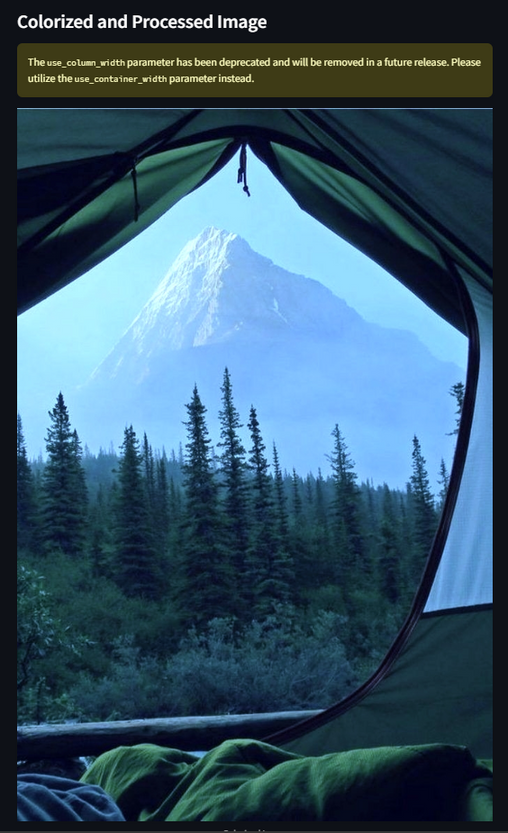 Colorized and Processed Image
The use_column_width parameter has been deprecated and will be removed in a future release. Please
utilize the use_container_width parameter instead.